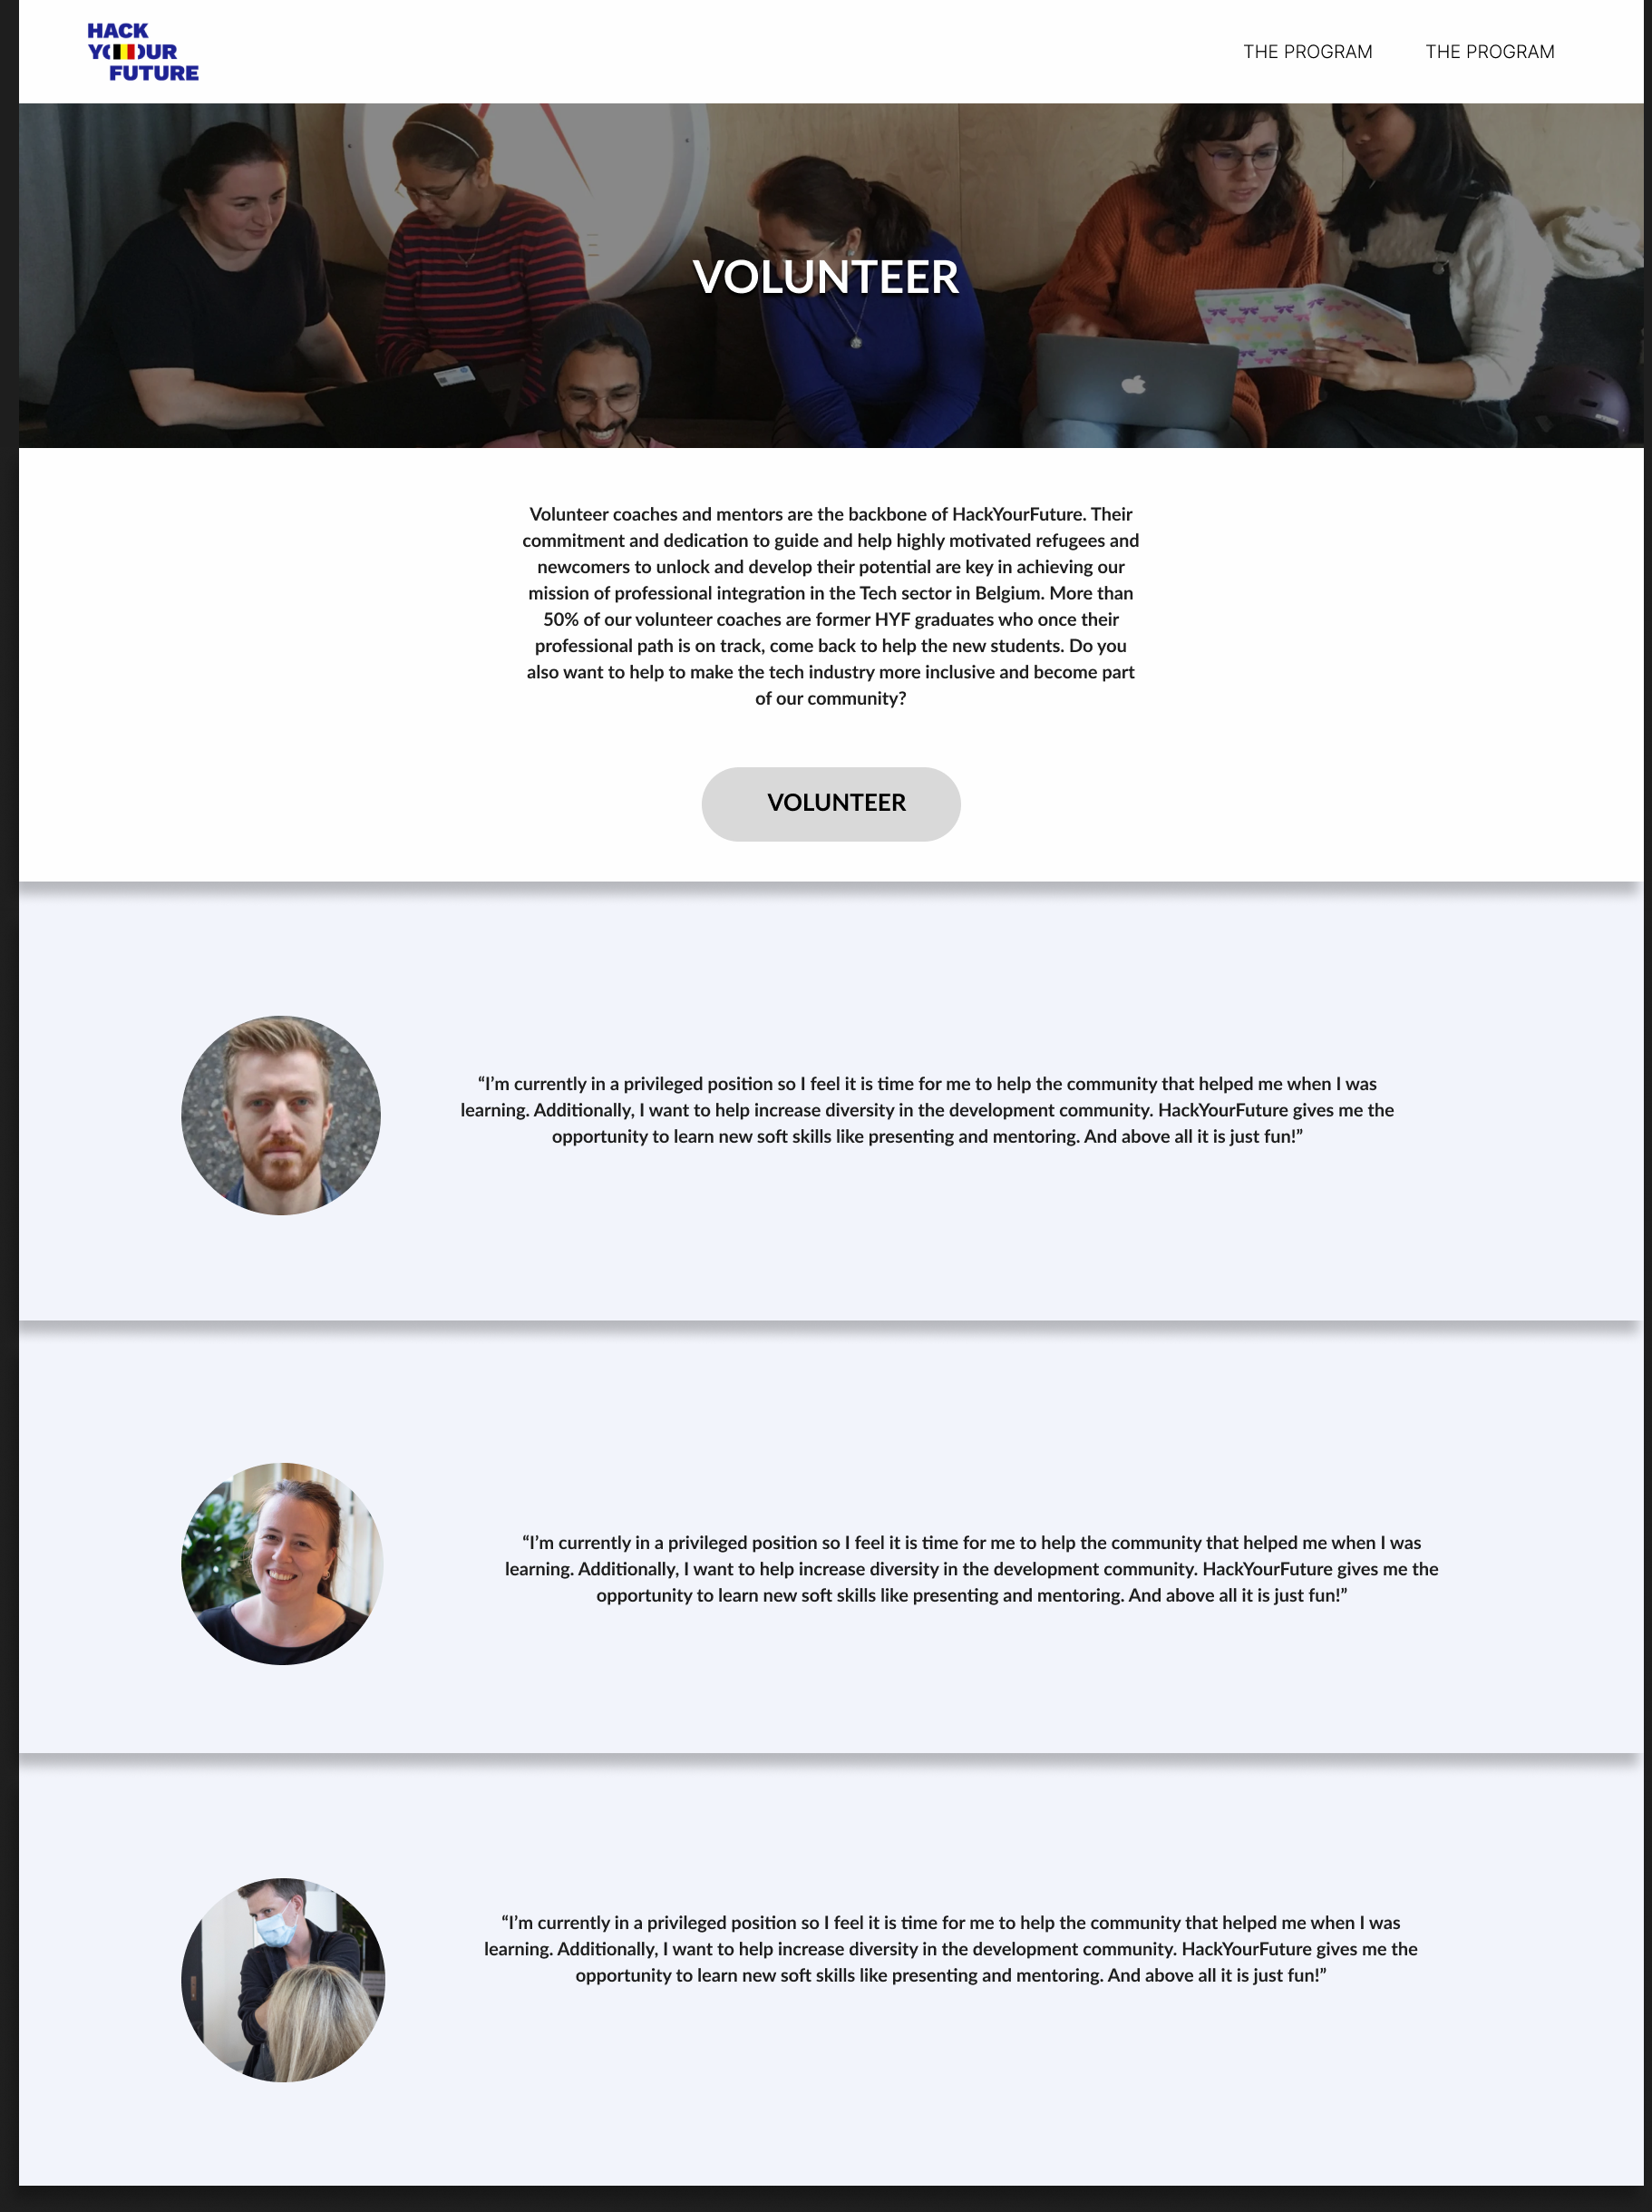 HACK
YOUR
FUTURE
THE PROGRAM THE PROGRAM
VOLUNTEER
Volunteer coaches and mentors are the backbone of HackYourFuture. Their
commitment and dedication to guide and help highly motivated refugees and
newcomers to unlock and develop their potential are key in achieving our
mission of professional integration in the Tech sector in Belgium. More than
50% of our volunteer coaches are former HYF graduates who once their
professional path is on track, come back to help the new students. Do you
also want to help to make the tech industry more inclusive and become part
of our community?
VOLUNTEER
“I’m currently in a privileged position so I feel it is time for me to help the community that helped me when I was
learning. Additionally, I want to help increase diversity in the development community. HackYourFuture gives me the
opportunity to learn new soft skills like presenting and mentoring. And above all it is just fun!”
“I’m currently in a privileged position so I feel it is time for me to help the community that helped me when I was
learning. Additionally, I want to help increase diversity in the development community. HackYourFuture gives me the
opportunity to learn new soft skills like presenting and mentoring. And above all it is just fun!”
“I’m currently in a privileged position so I feel it is time for me to help the community that helped me when I was
learning. Additionally, I want to help increase diversity in the development community. HackYourFuture gives me the
opportunity to learn new soft skills like presenting and mentoring. And above all it is just fun!”